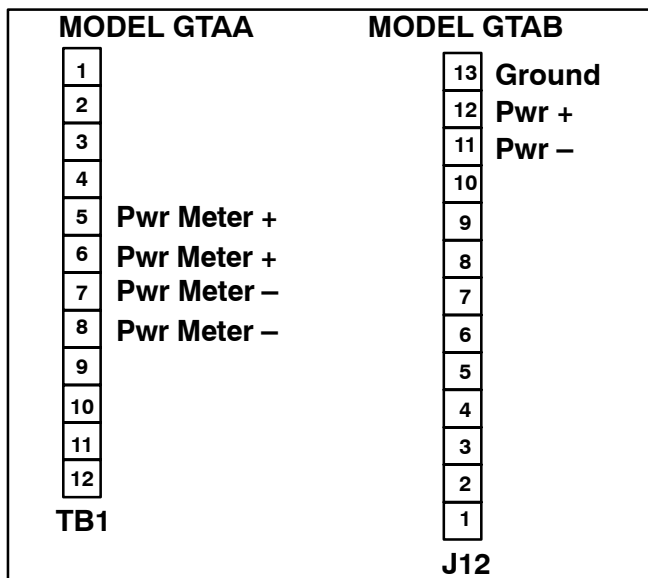 MODEL GTAA
1
2
3
4
5 Pwr Meter +
6 Pwr Meter +
7 Pwr Meter –
8 Pwr Meter –
9
10
11
12
TB1
MODEL GTAB
13 Ground
12 Pwr +
11 Pwr –
10
9
8
7
6
5
4
3
2
1
J12